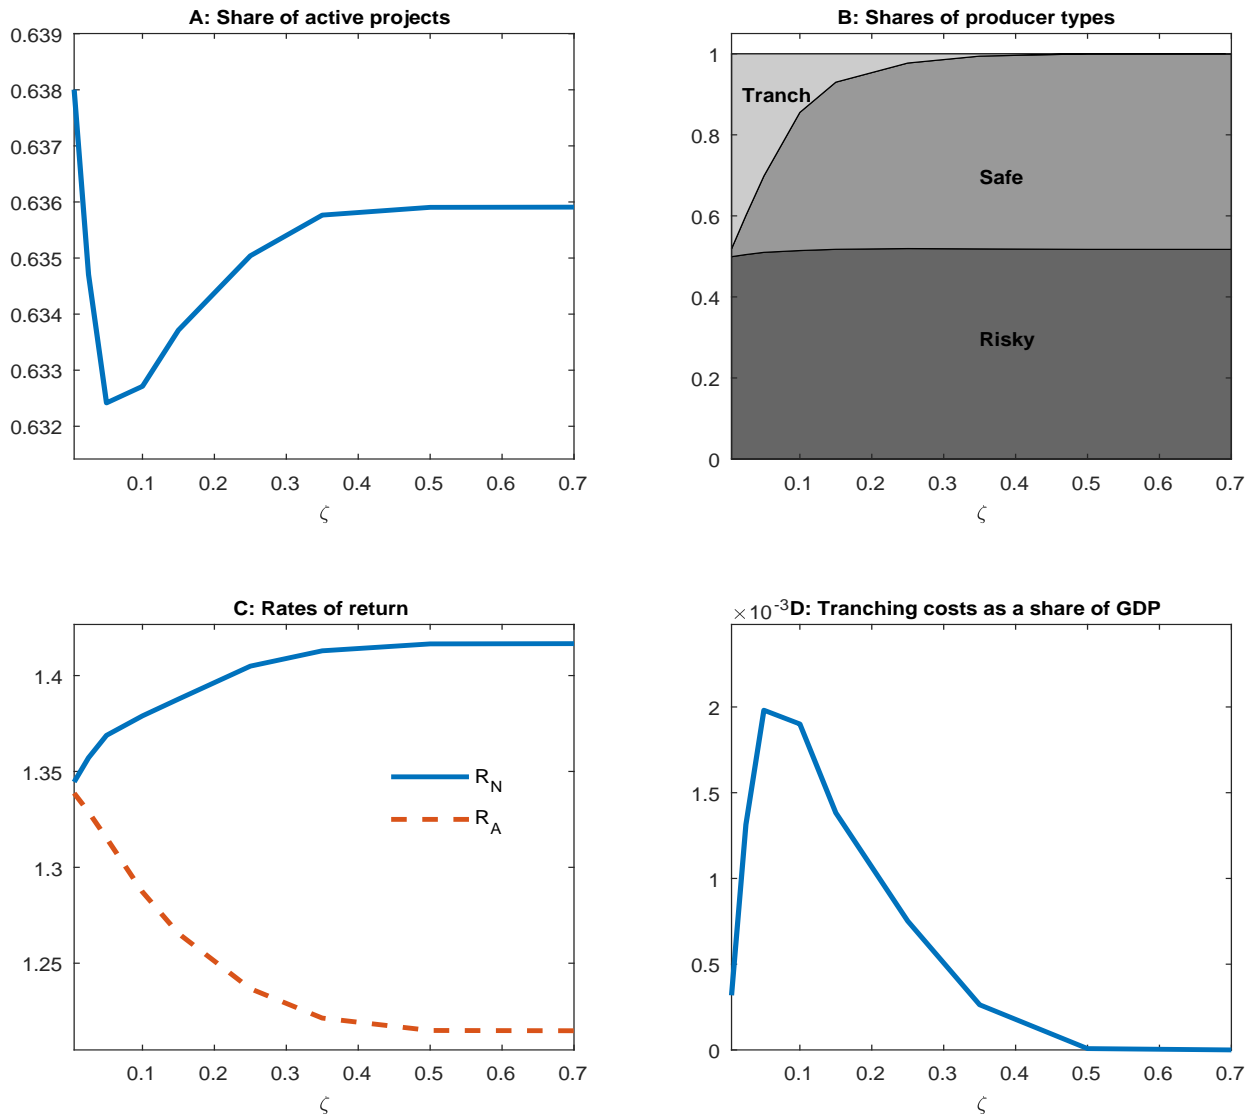 A: Share of active projects
0.639
0.638
0.637
0.636
0.635
0.634
0.633
0.632
0.1 0.2 0.3 0.4 0.5 0.6 0.7
ζ
B: Shares of producer types
1
0.8
0.6
0.4
0.2
0
Tranch
Safe
Risky
0.1 0.2 0.3 0.4 0.5 0.6 0.7
ζ
C: Rates of return
1.4
1.35
1.3
1.25
R_N
R_A
0.1 0.2 0.3 0.4 0.5 0.6 0.7
ζ
×10^-3 D: Tranching costs as a share of GDP
2
1.5
1
0.5
0
0.1 0.2 0.3 0.4 0.5 0.6 0.7
ζ